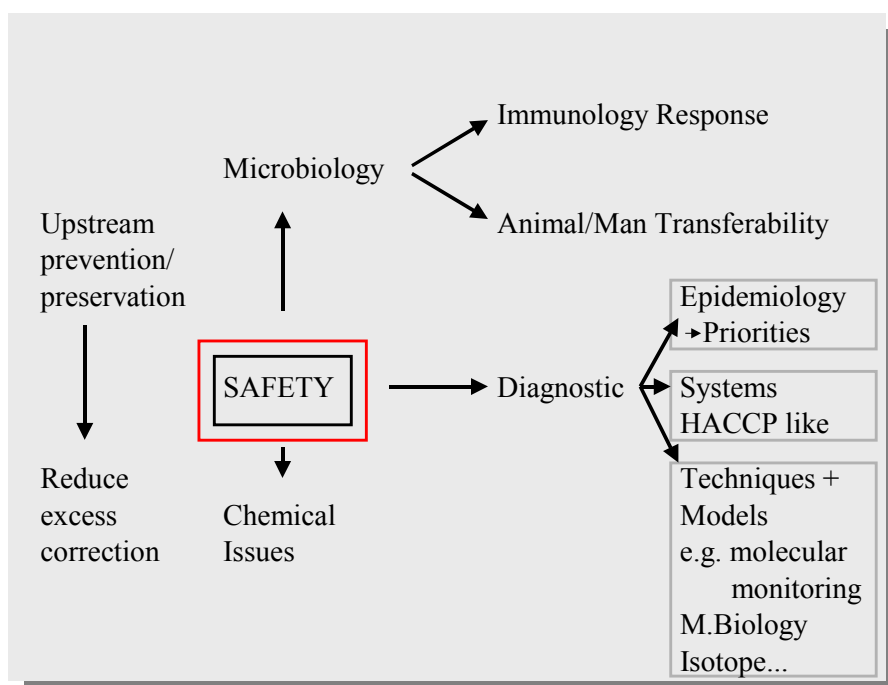 Immunology Response
Microbiology
Animal/Man Transferability
Upstream
prevention/
preservation
Reduce
excess
correction
SAFETY
Chemical
Issues
Diagnostic
Epidemiology
→Priorities
Systems
HACCP like
Techniques +
Models
e.g. molecular
monitoring
M.Biology
Isotope...